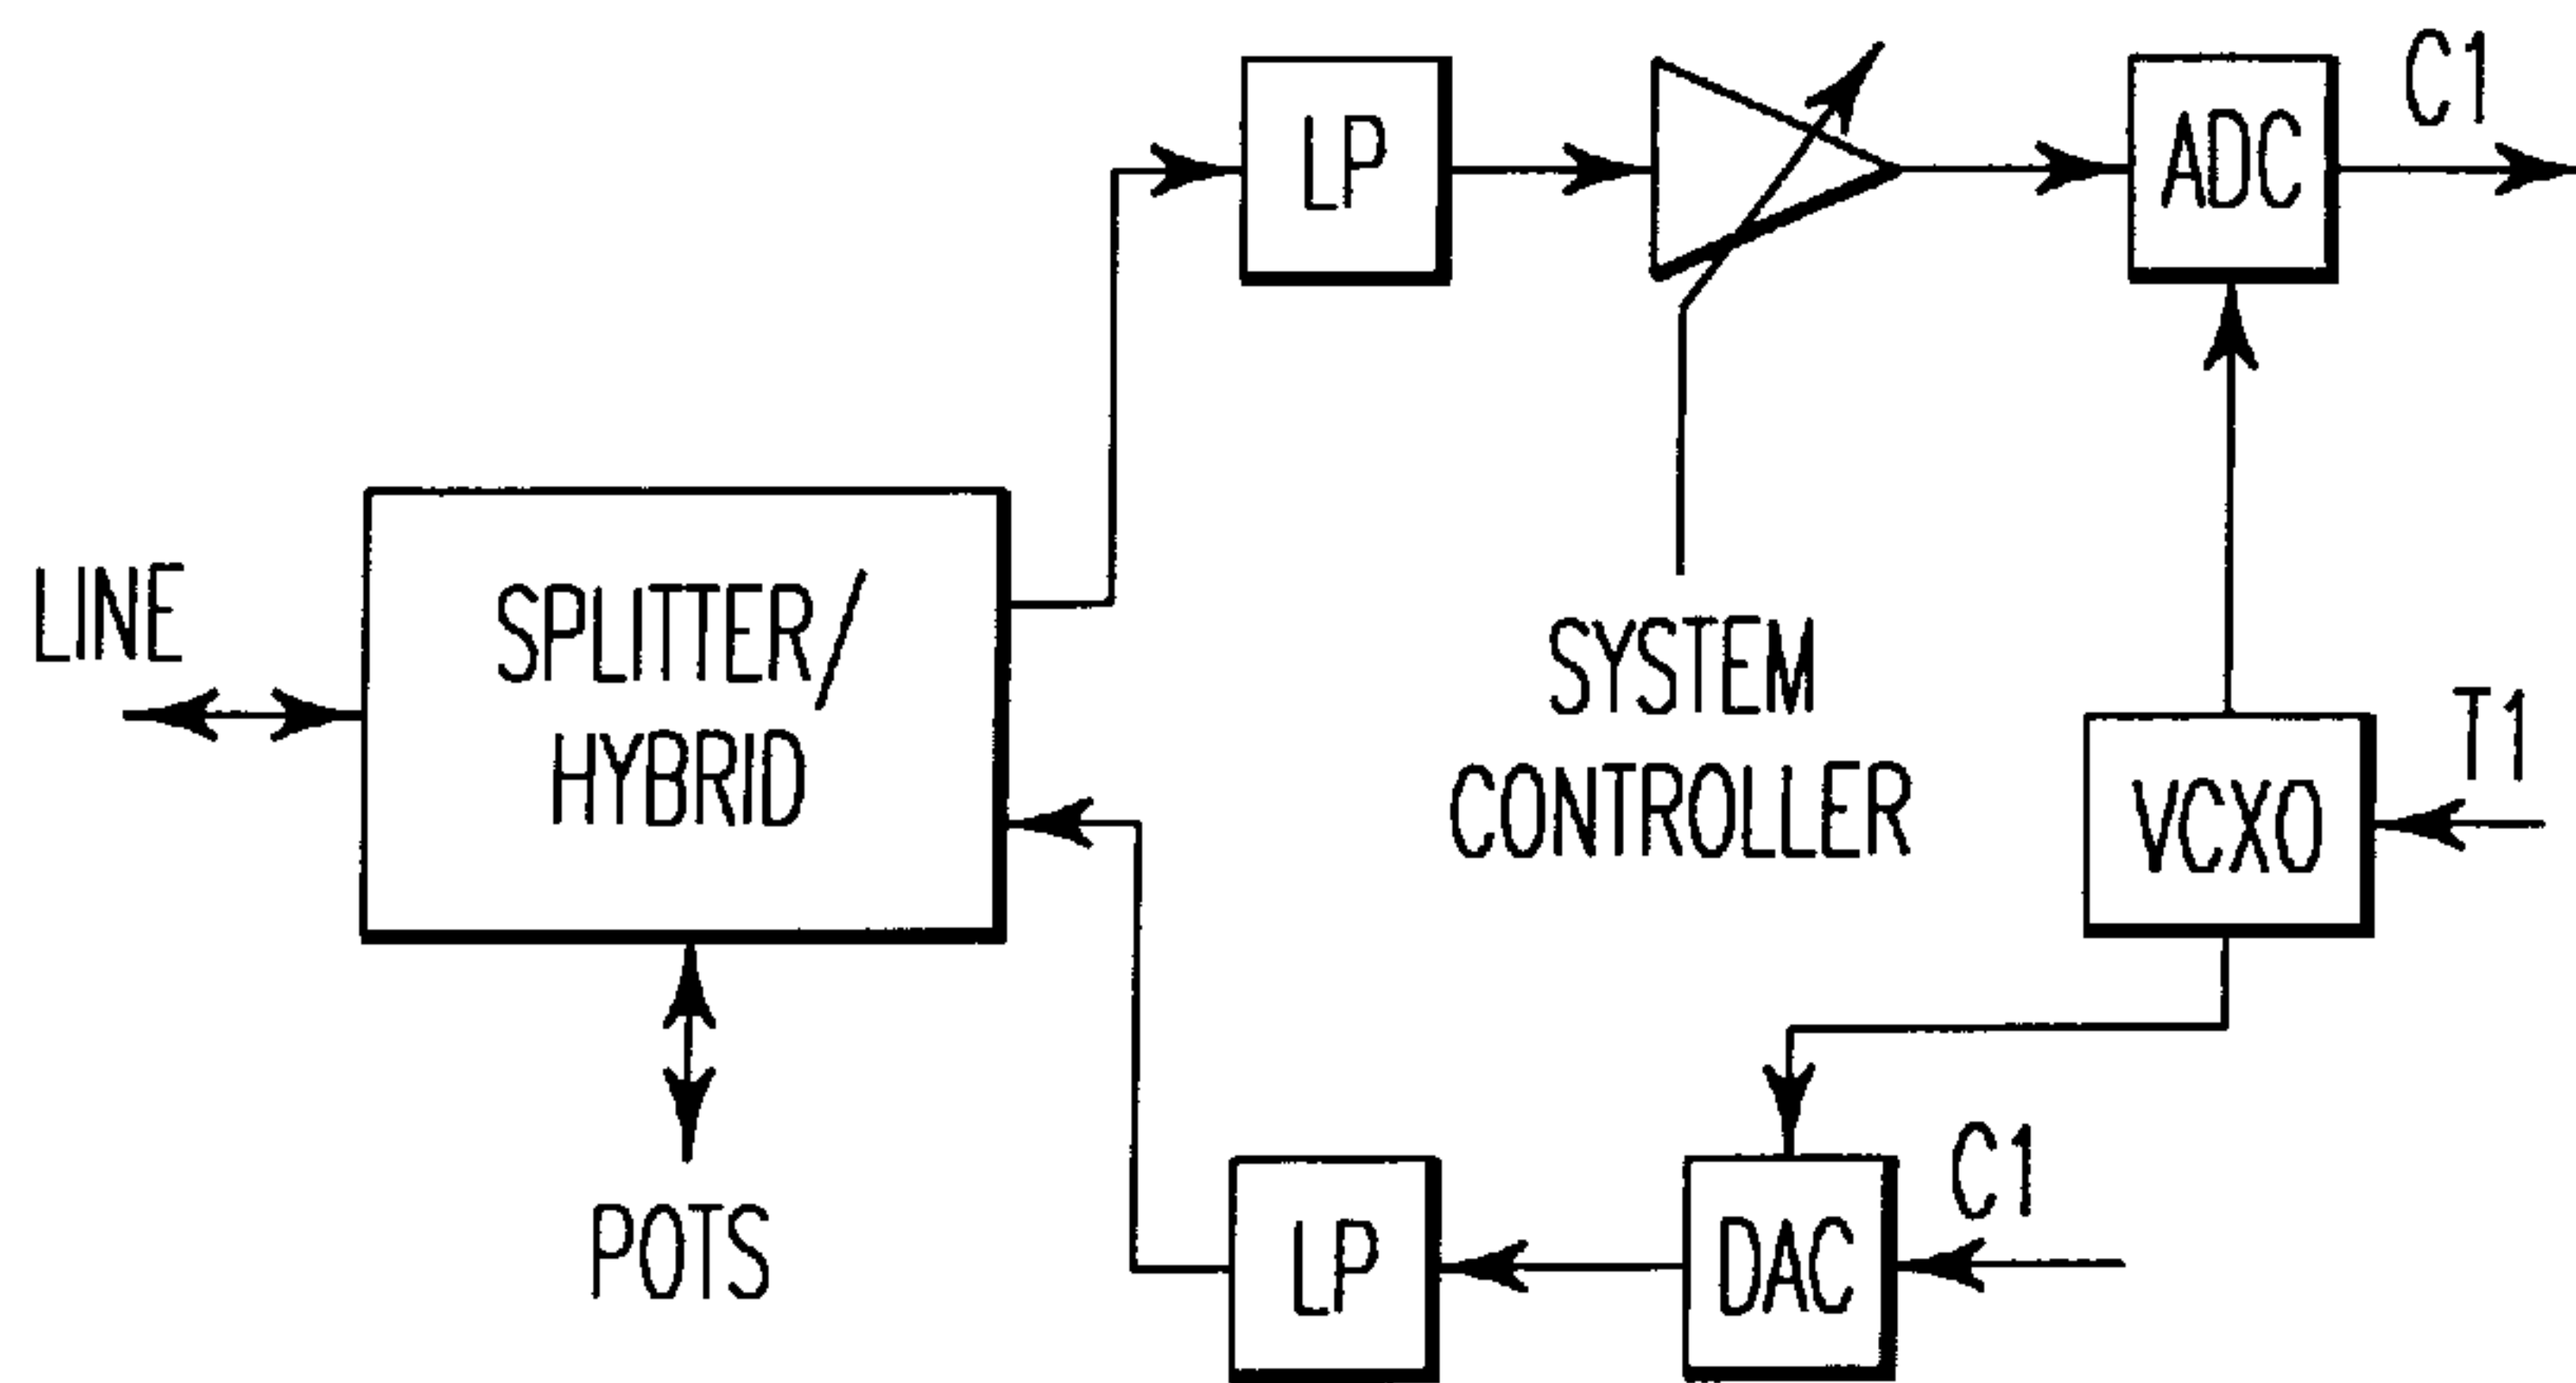 C1
LP
ADC
LINE
SPLITTER/
HYBRID
SYSTEM
CONTROLLER
T1
VCXO
POTS
LP
DAC
C1